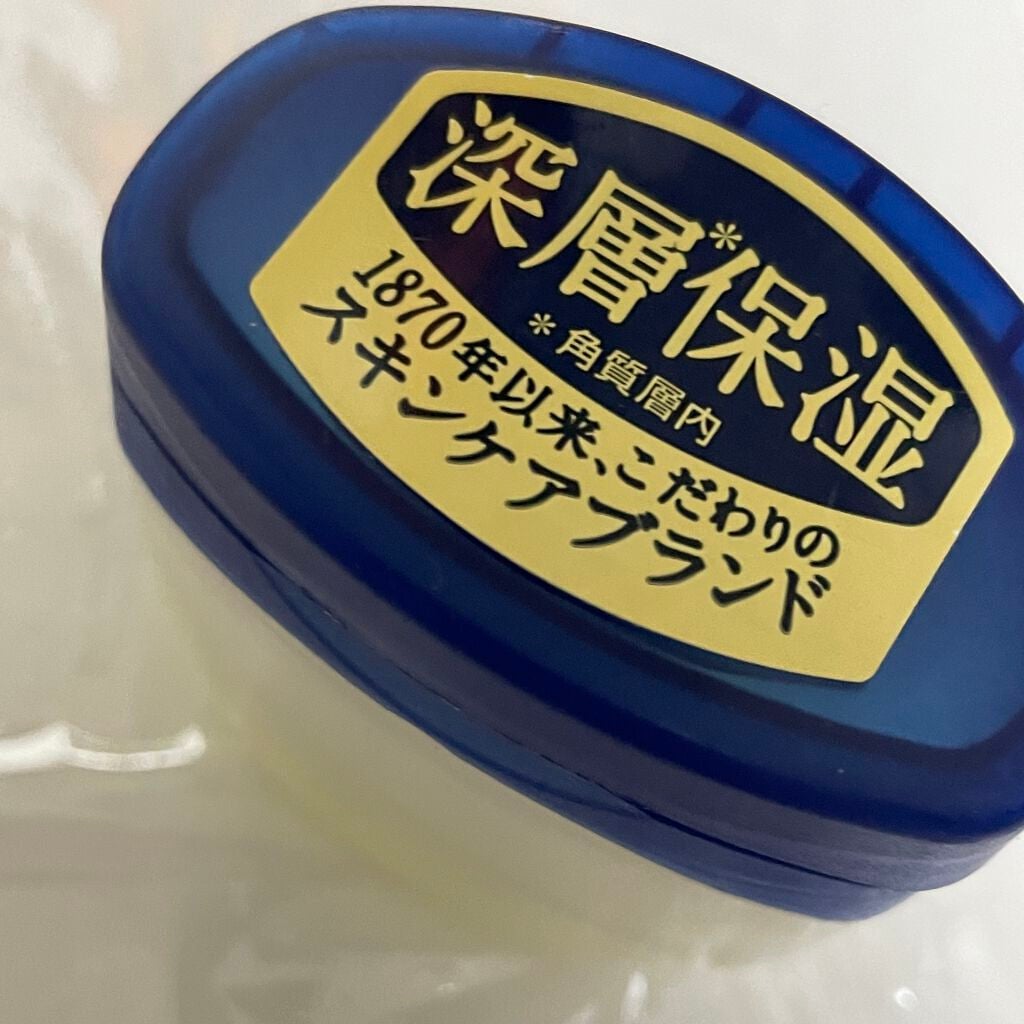 深層*保湿
*角質層内
1870年以来、こだわりの
スキンケアブランド